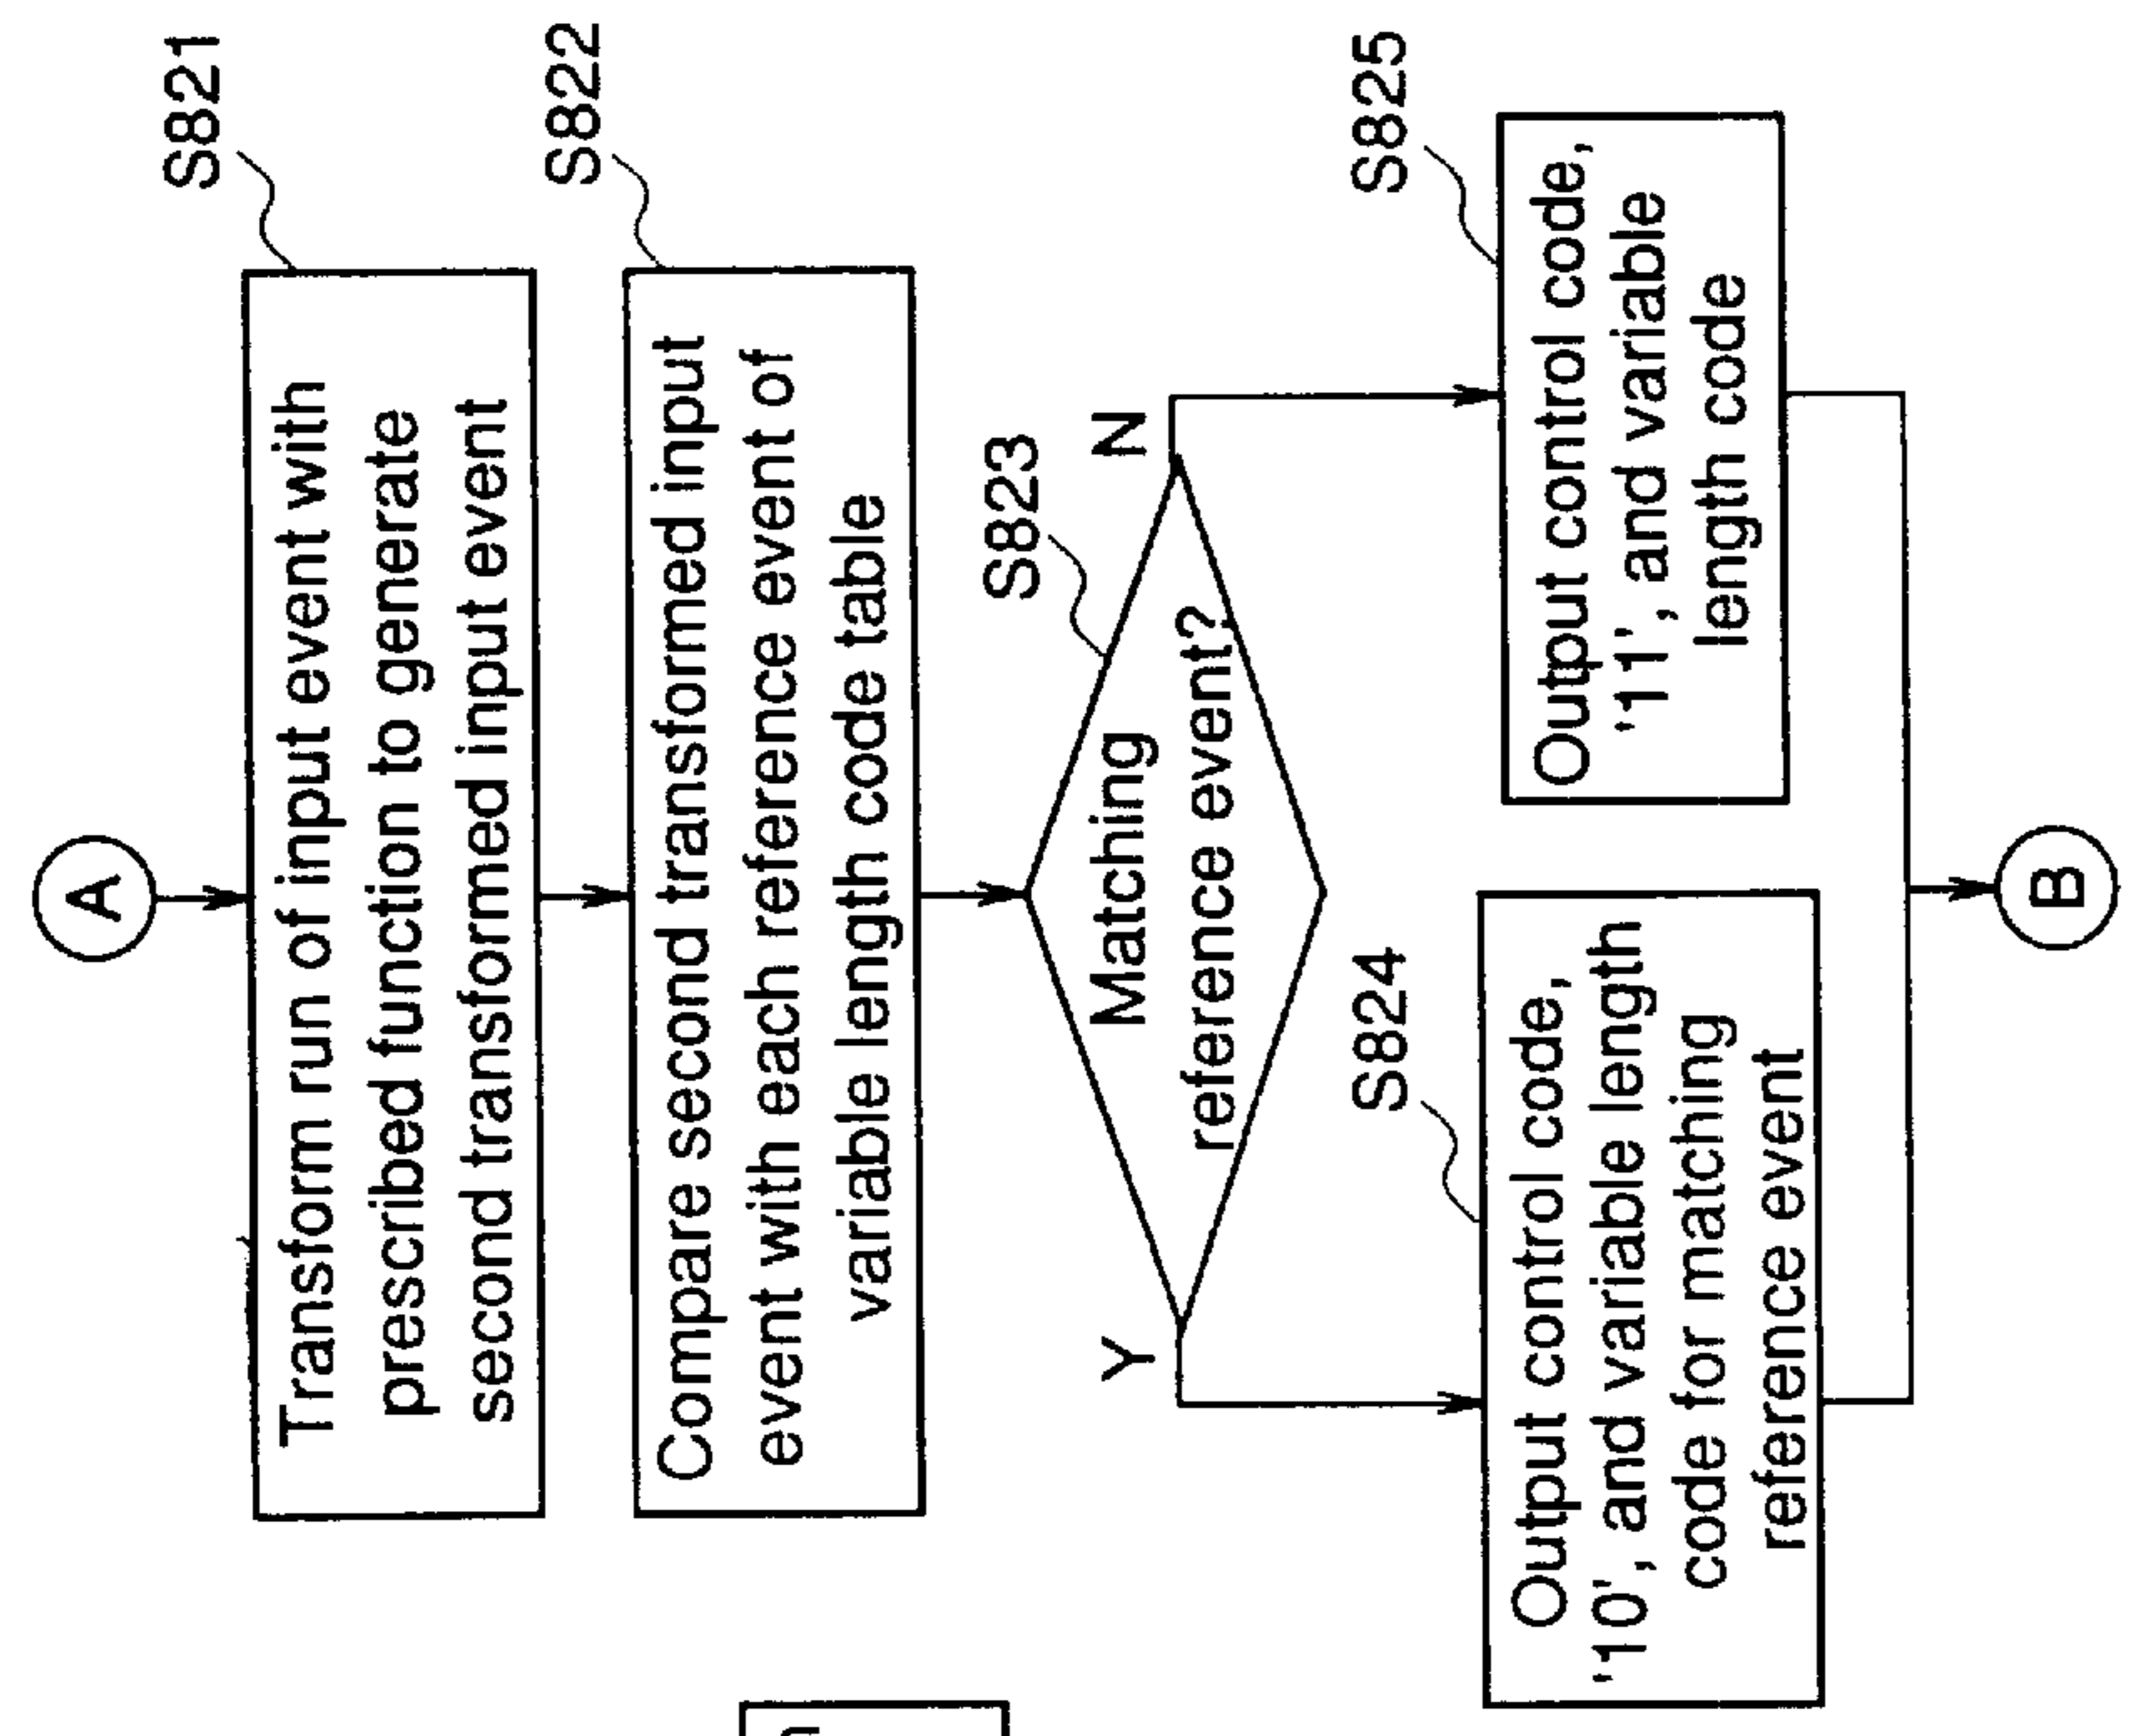 A
S821
Transform run of input event with
prescribed function to generate
second transformed input event
S822
Compare second transformed input
event with each reference event of
variable length code table
S823
Matching
reference event?
Y
N
S824
Output control code,
'10', and variable length
code for matching
reference event
S825
Output control code,
'11', and variable
length code
B